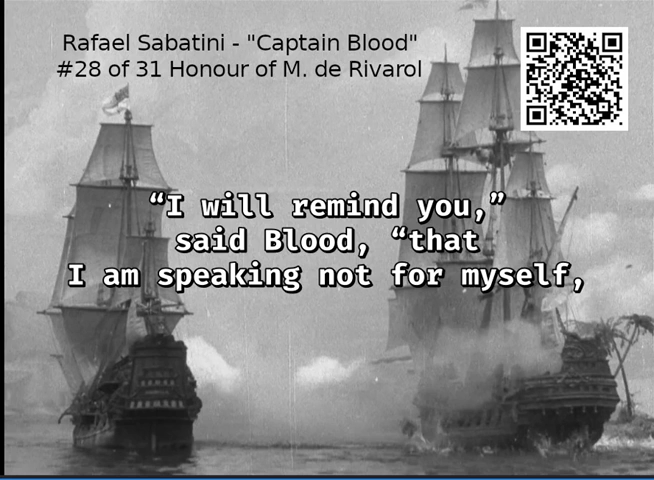 Rafael Sabatini - "Captain Blood"
#28 of 31 Honour of M. de Rivarol
“I will remind you,”
said Blood, “that
I am speaking not for myself,